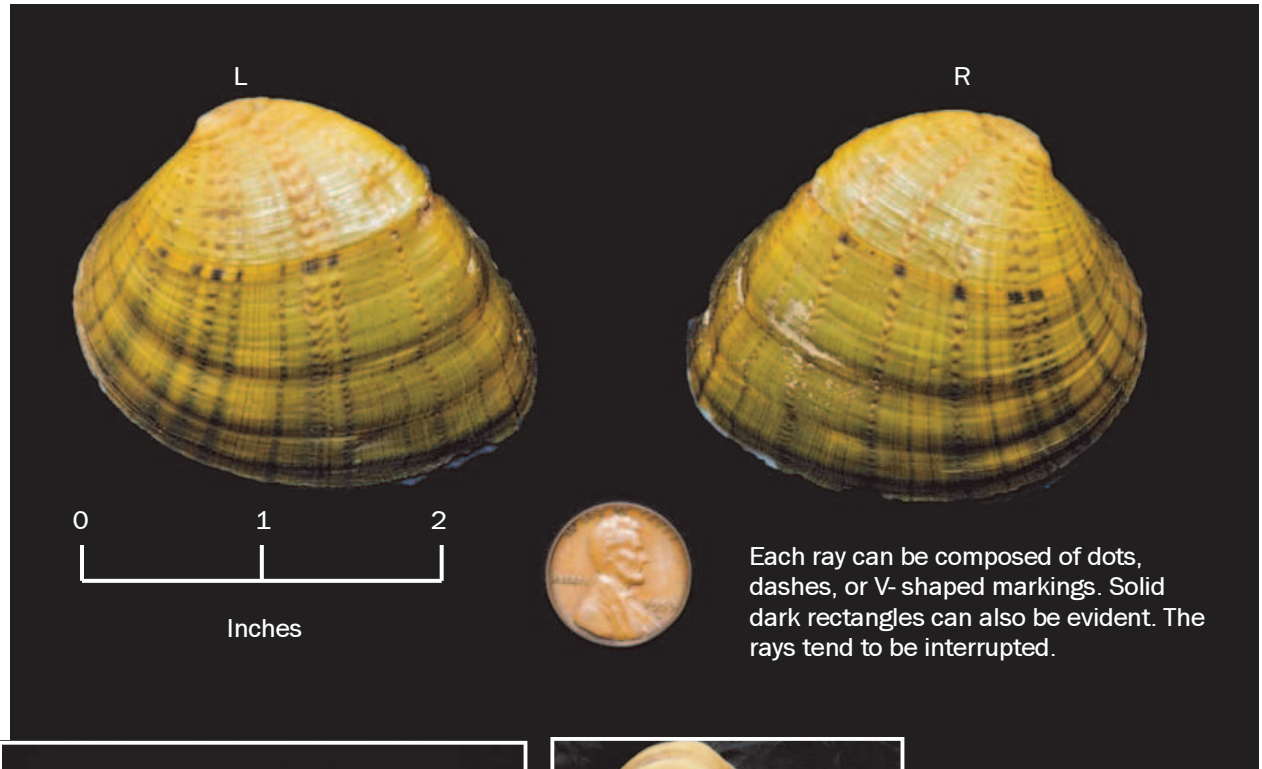 L
R
0 1 2
Inches
Each ray can be composed of dots,
dashes, or V- shaped markings. Solid
dark rectangles can also be evident. The
rays tend to be interrupted.